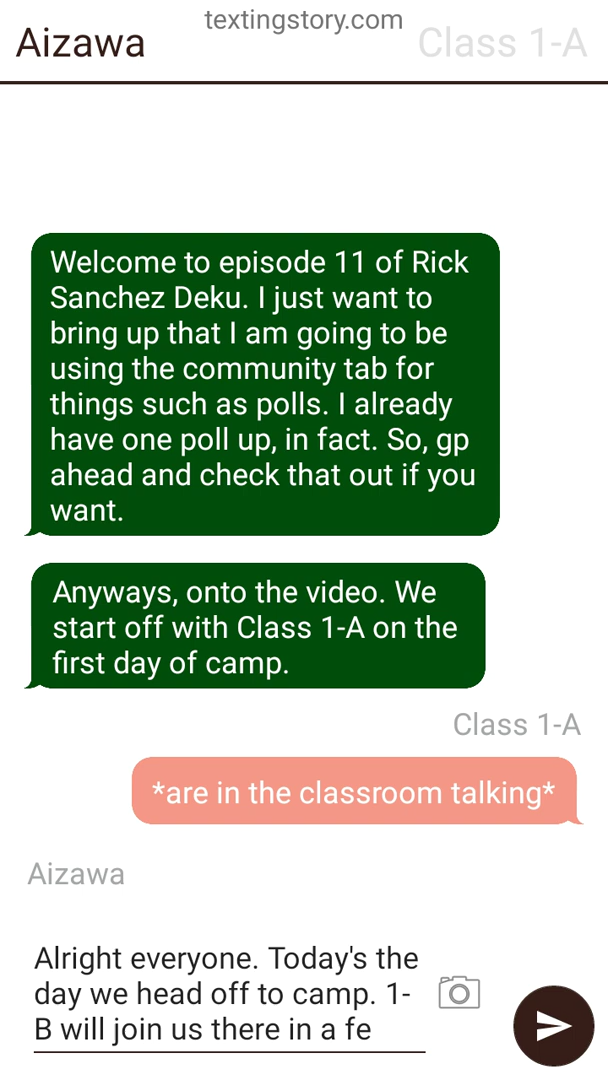 textingstory.com
Aizawa
Class 1-A
Welcome to episode 11 of Rick
Sanchez Deku. I just want to
bring up that I am going to be
using the community tab for
things such as polls. I already
have one poll up, in fact. So, gp
ahead and check that out if you
want.
Anyways, onto the video. We
start off with Class 1-A on the
first day of camp.
Class 1-A
*are in the classroom talking*
Aizawa
Alright everyone. Today's the
day we head off to camp. 1-
B will join us there in a fe